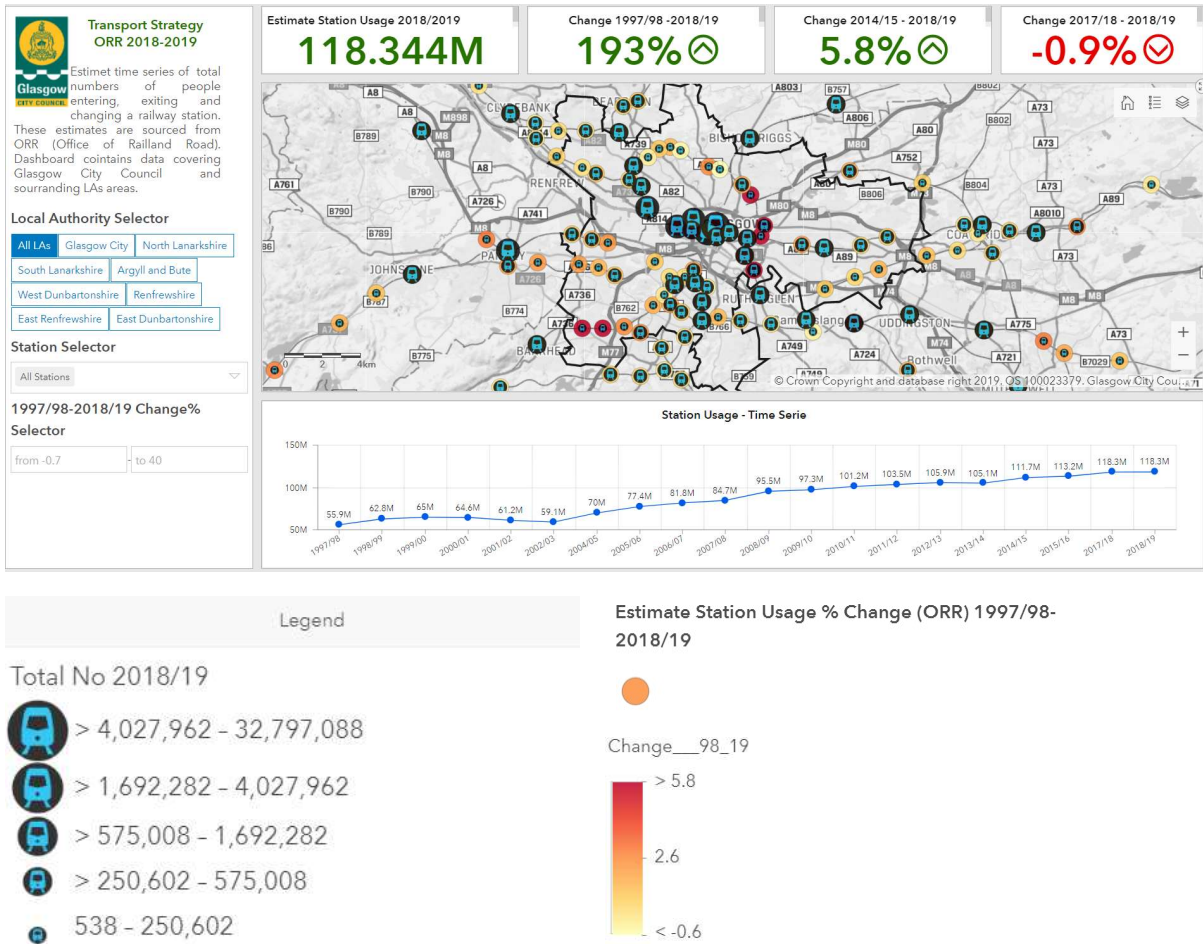 Transport Strategy
ORR 2018-2019
Glasgow
CITY COUNCIL
Estimet time series of total
numbers of people
entering, exiting and
changing a railway station.
These estimates are sourced from
ORR (Office of Railland Road).
Dashboard cointains data covering
Glasgow City Council and
sourranding LAs areas.
Local Authority Selector
All LAs Glasgow City North Lanarkshire
South Lanarkshire Argyll and Bute
West Dunbartonshire Renfrewshire
East Renfrewshire East Dunbartonshire
Station Selector
All Stations
1997/98-2018/19 Change%
Selector
from -0.7 - to 40
Estimate Station Usage 2018/2019
118.344M
Change 1997/98 -2018/19
193%
Change 2014/15 - 2018/19
5.8%
Change 2017/18 - 2018/19
-0.9%
A8 A803 B757 B802 A73
CLYDEBANK
A8 M898 A806 B802
B789 M8 A739 BISHOPRIGGS A80 A73
M80
A8 A752
A761 RENFREW B804 A73
B790 A726 A82 B806 A89
B790 A741 A814 M80 A8010
B789 M8 A89 A73
JOHNSTONE A726 M8 A8
B787 A736 B762 RUTHERGLEN M8 M8
B774 B766 UDDINGSTON A775
B775 BARRHEAD M77 A749 M74 A73
A724 Bothwell A721 B7029
0 2 4km
B759 A749
© Crown Copyright and database right 2019. OS 100023379. Glasgow City Cou...
Station Usage - Time Serie
150M
100M
50M
55.9M 62.8M 65M 64.6M 61.2M 59.1M 70M 77.4M 81.8M 84.7M 95.5M 97.3M 101.2M 103.5M 105.9M 105.1M 111.7M 113.2M 118.3M 118.3M
1997/98 1998/99 1999/00 2000/01 2001/02 2002/03 2004/05 2005/06 2006/07 2007/08 2008/09 2009/10 2010/11 2011/12 2012/13 2013/14 2014/15 2015/16 2017/18 2018/19
Legend
Total No 2018/19
> 4,027,962 – 32,797,088
> 1,692,282 – 4,027,962
> 575,008 – 1,692,282
> 250,602 – 575,008
538 – 250,602
Estimate Station Usage % Change (ORR) 1997/98-
2018/19
Change___98_19
> 5.8
2.6
< -0.6